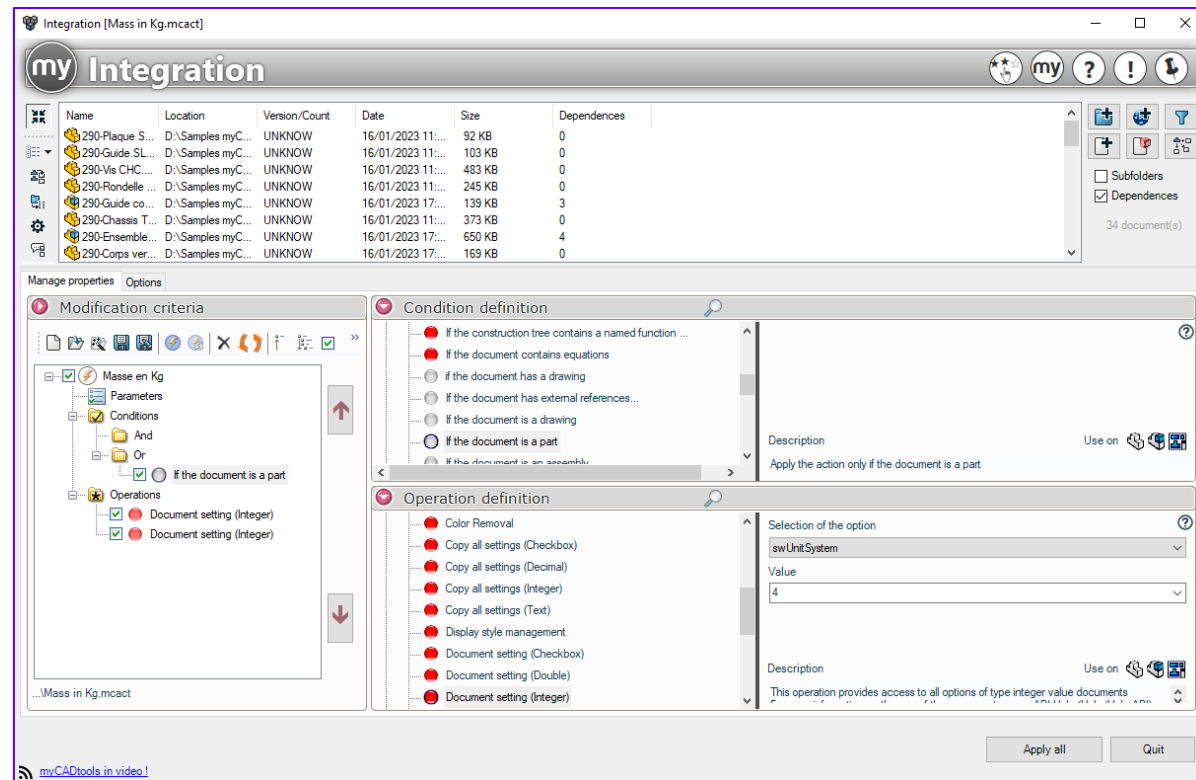 Integration [Mass in Kg.mcact]
my Integration
my ? !
Name Location Version/Count Date Size Dependences
290-Plaque S... D:\Samples myC... UNKNOW 16/01/2023 11:... 92 KB 0
290-Guide.SL... D:\Samples myC... UNKNOW 16/01/2023 11:... 103 KB 0
290-Vis CHC.... D:\Samples myC... UNKNOW 16/01/2023 11:... 483 KB 0
290-Rondelle ... D:\Samples myC... UNKNOW 16/01/2023 11:... 245 KB 0
290-Guide co... D:\Samples myC... UNKNOW 16/01/2023 17:... 139 KB 3
290-Chassis T... D:\Samples myC... UNKNOW 16/01/2023 11:... 373 KB 0
290-Ensemble... D:\Samples myC... UNKNOW 16/01/2023 17:... 650 KB 4
290-Corps ver... D:\Samples myC... UNKNOW 16/01/2023 17:... 169 KB 0
Subfolders
Dependences
34 document(s)
Manage properties Options
Modification criteria
Masse en Kg
Parameters
Conditions
And
Or
If the document is a part
Operations
Document setting (Integer)
Document setting (Integer)
...\Mass in Kg.mcact
Condition definition
If the construction tree contains a named function ...
If the document contains equations
if the document has a drawing
If the document has external references...
If the document is a drawing
If the document is a part
If the document is an assembly
?
Description Use on
Apply the action only if the document is a part
Operation definition
Color Removal
Copy all settings (Checkbox)
Copy all settings (Decimal)
Copy all settings (Integer)
Copy all settings (Text)
Display style management
Document setting (Checkbox)
Document setting (Double)
Document setting (Integer)
Selection of the option ?
swUnitSystem
Value
4
Description Use on
This operation provides access to all options of type integer value documents
Apply all Quit
myCADtools in video !